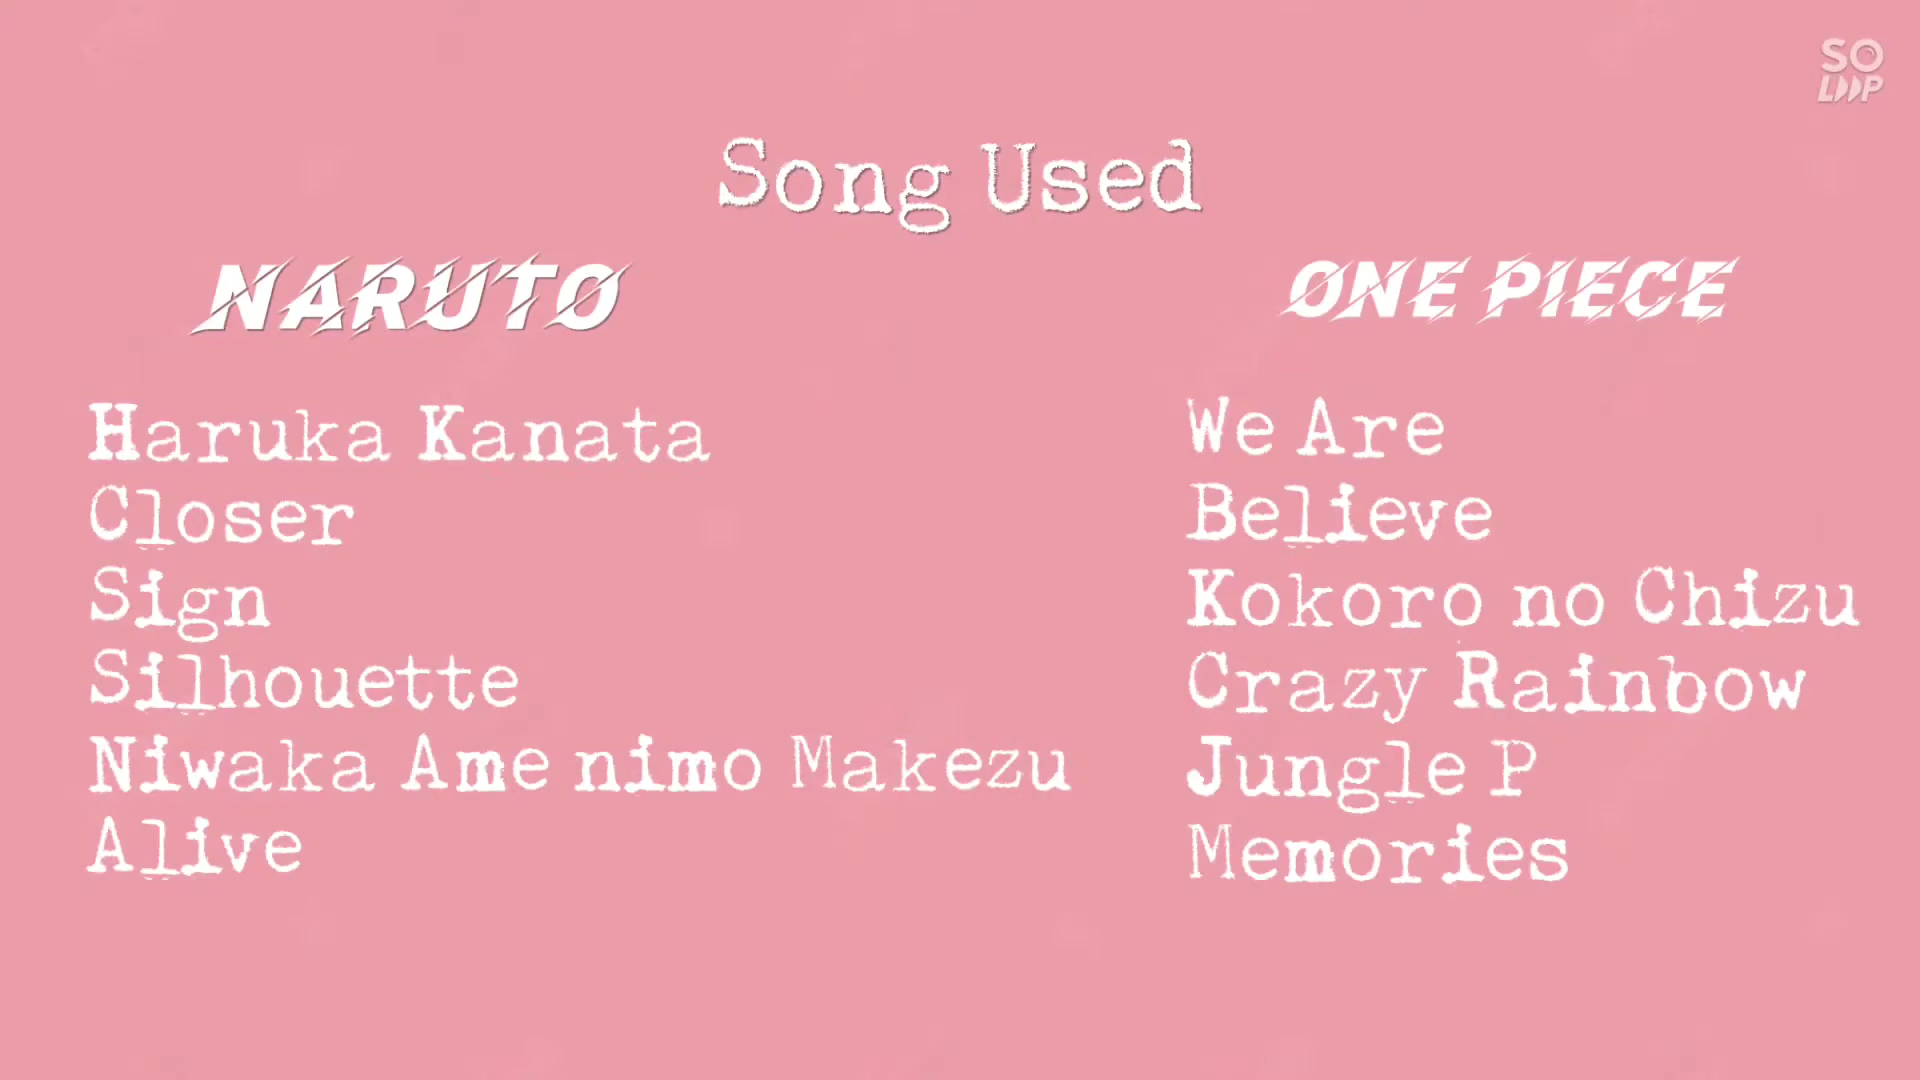 SO
LOOP
Song Used
NARUTO
Haruka Kanata
Closer
Sign
Silhouette
Niwaka Ame nimo Makezu
Alive
ONE PIECE
We Are
Believe
Kokoro no Chizu
Crazy Rainbow
Jungle P
Memories